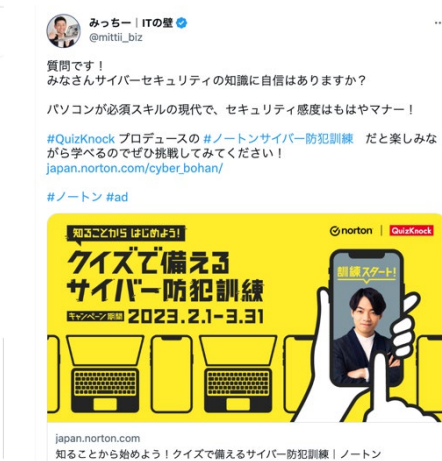 みっちー｜ITの壁
@mittii_biz
質問です！
みなさんサイバーセキュリティの知識に自信はありますか？
パソコンが必須スキルの現代で、セキュリティ感度はもはやマナー！
#QuizKnock プロデュースの #ノートンサイバー防犯訓練　だと楽しみな
がら学べるのでぜひ挑戦してみてください！
japan.norton.com/cyber_bohan/
#ノートン #ad
知ることから はじめよう！
norton | QuizKnock
クイズで備える
サイバー防犯訓練
キャンペーン期間 2023.2.1-3.31
訓練スタート！
japan.norton.com
知ることから始めよう！クイズで備えるサイバー防犯訓練｜ノートン